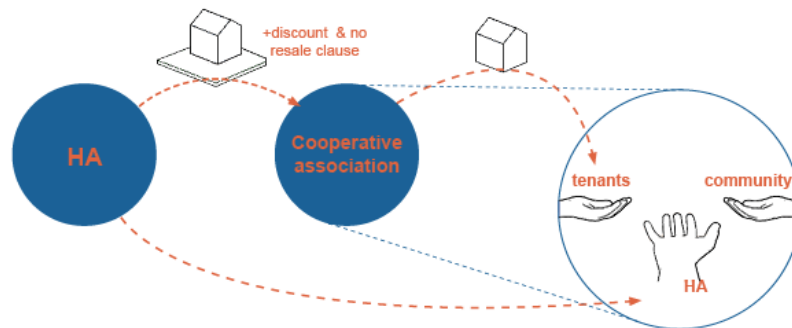 +discount & no
resale clause
HA
Cooperative
association
tenants
community
HA